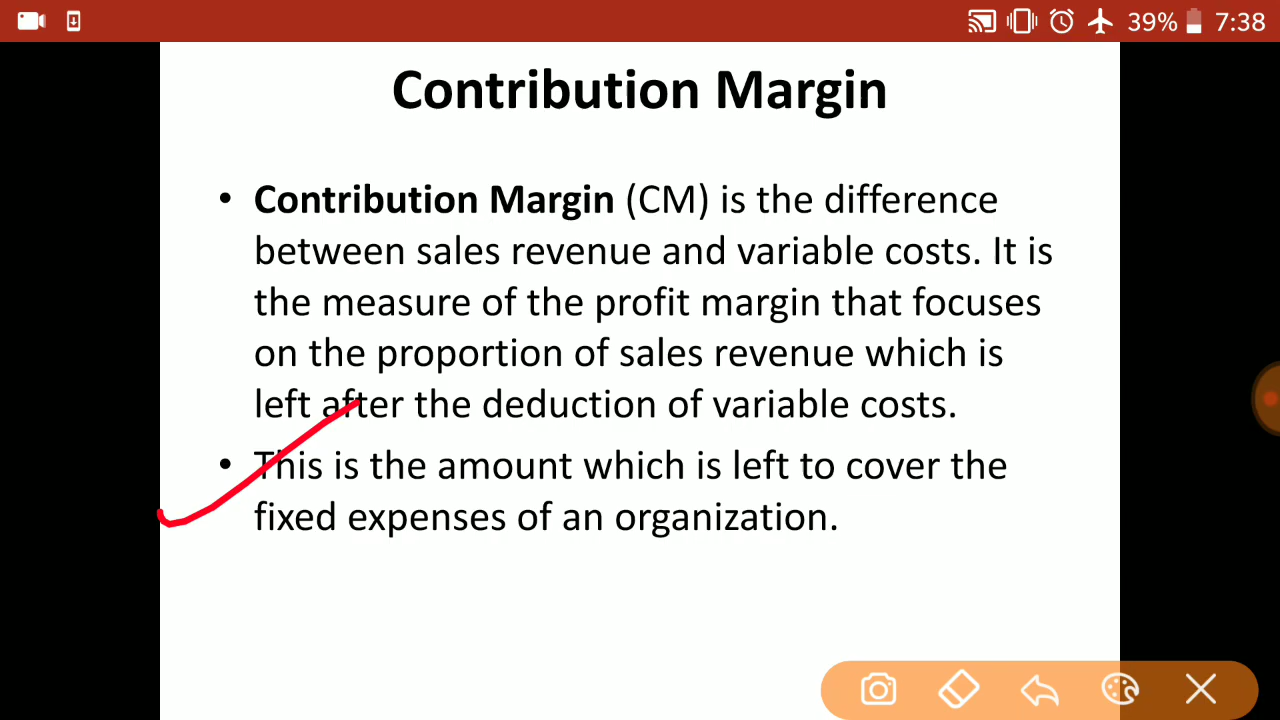 39% 7:38
Contribution Margin
• Contribution Margin (CM) is the difference
between sales revenue and variable costs. It is
the measure of the profit margin that focuses
on the proportion of sales revenue which is
left after the deduction of variable costs.
• This is the amount which is left to cover the
fixed expenses of an organization.